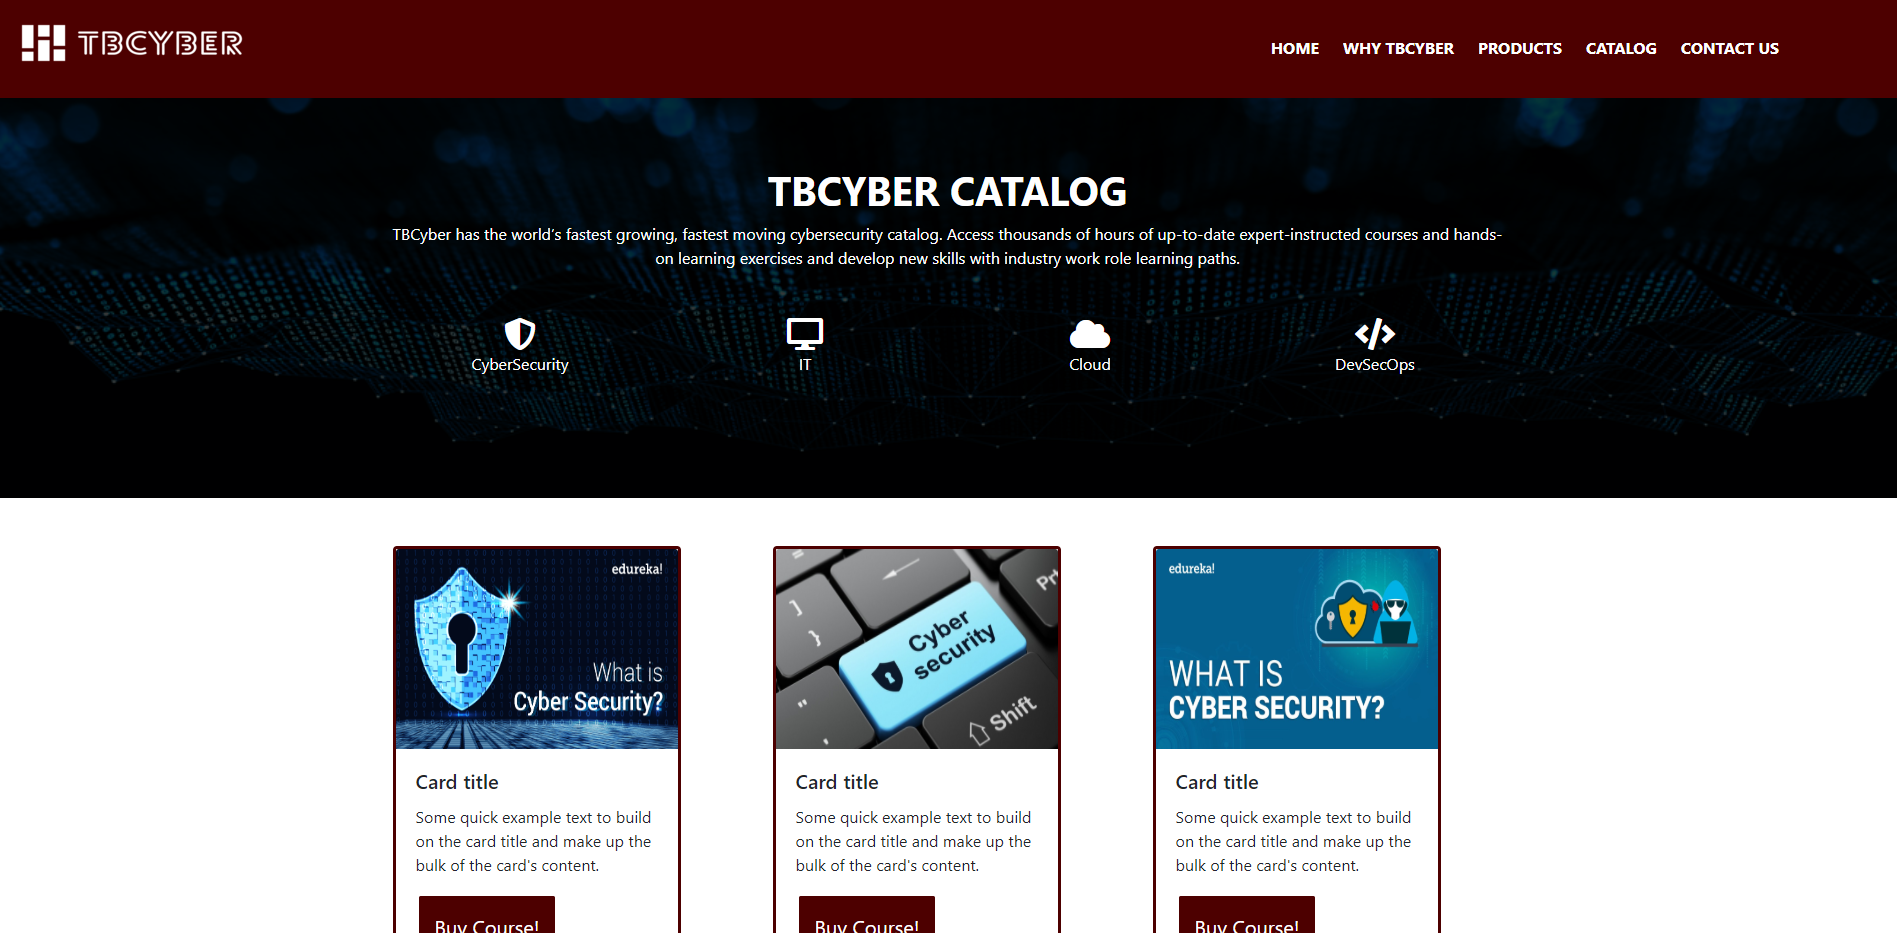 TBCYBER
HOME WHY TBCYBER PRODUCTS CATALOG CONTACT US
TBCYBER CATALOG
TBCyber has the world’s fastest growing, fastest moving cybersecurity catalog. Access thousands of hours of up-to-date expert-instructed courses and hands-
on learning exercises and develop new skills with industry work role learning paths.
CyberSecurity
IT
Cloud
DevSecOps
edureka!
What is
Cyber Security?
Card title
Some quick example text to build
on the card title and make up the
bulk of the card's content.
Buy Course!
Cyber
security
Shift
Card title
Some quick example text to build
on the card title and make up the
bulk of the card's content.
Buy Course!
edureka!
WHAT IS
CYBER SECURITY?
Card title
Some quick example text to build
on the card title and make up the
bulk of the card's content.
Buy Course!